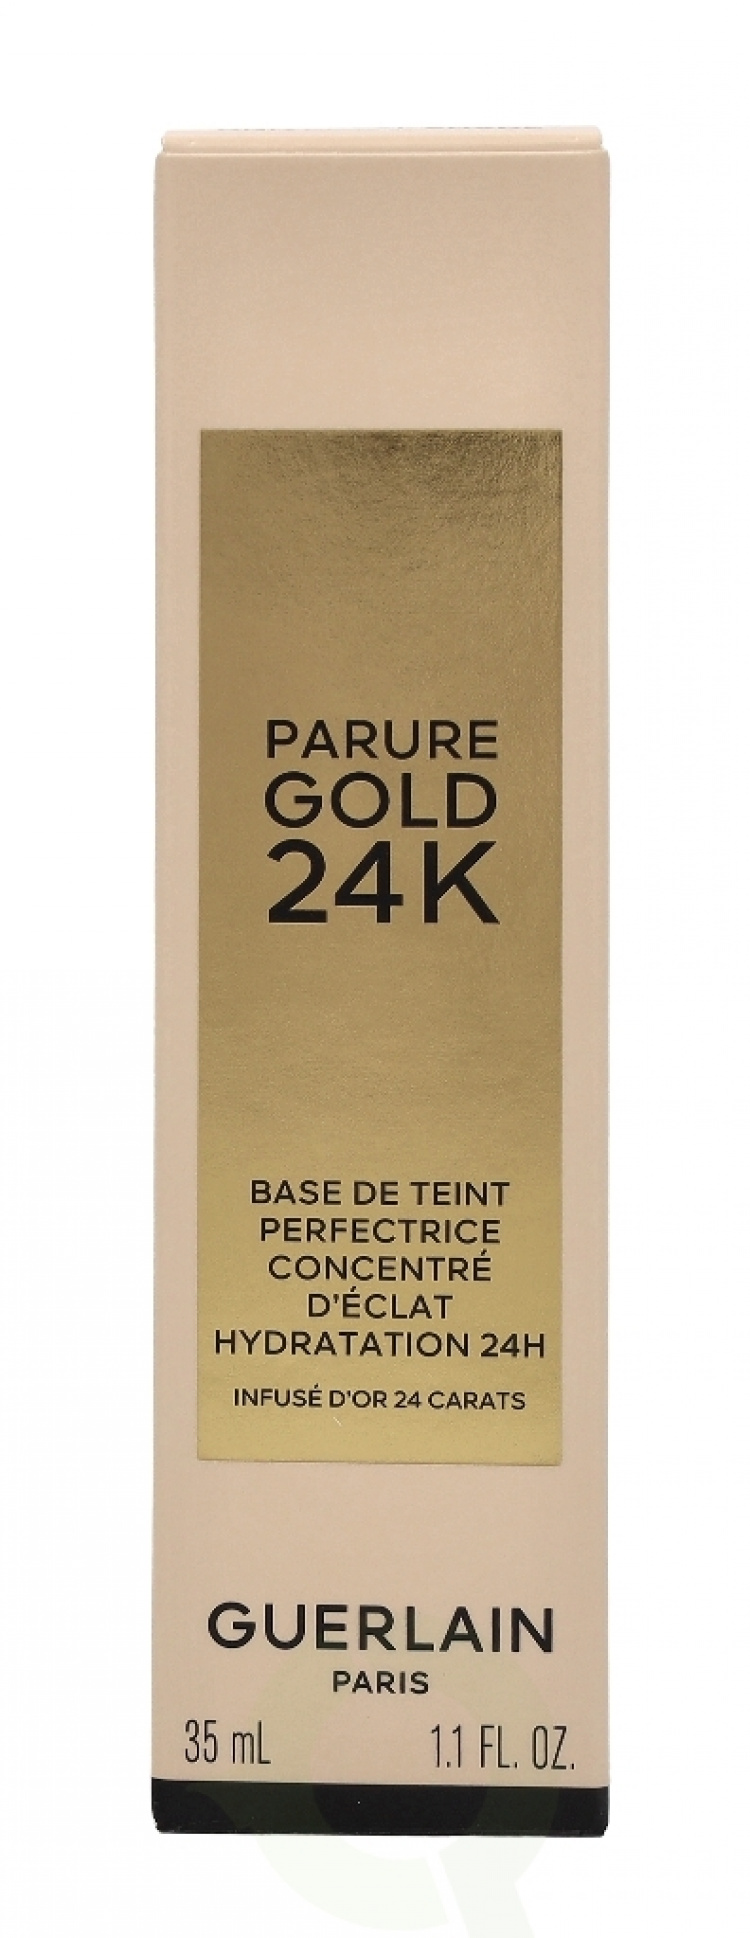 PARURE
GOLD
24K
BASE DE TEINT
PERFECTRICE
CONCENTRÉ
D'ÉCLAT
HYDRATATION 24H
INFUSÉ D'OR 24 CARATS
GUERLAIN
PARIS
35 mL 1.1 FL. OZ.